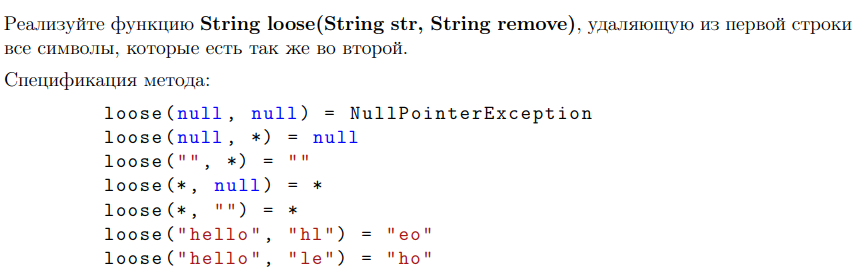 Реализуйте функцию String loose(String str, String remove), удаляющую из первой строки
все символы, которые есть так же во второй.
Спецификация метода:
loose(null, null) = NullPointerException
loose(null, *) = null
loose("", *) = ""
loose(*, null) = *
loose(*, "") = *
loose("hello", "hl") = "eo"
loose("hello", "le") = "ho"